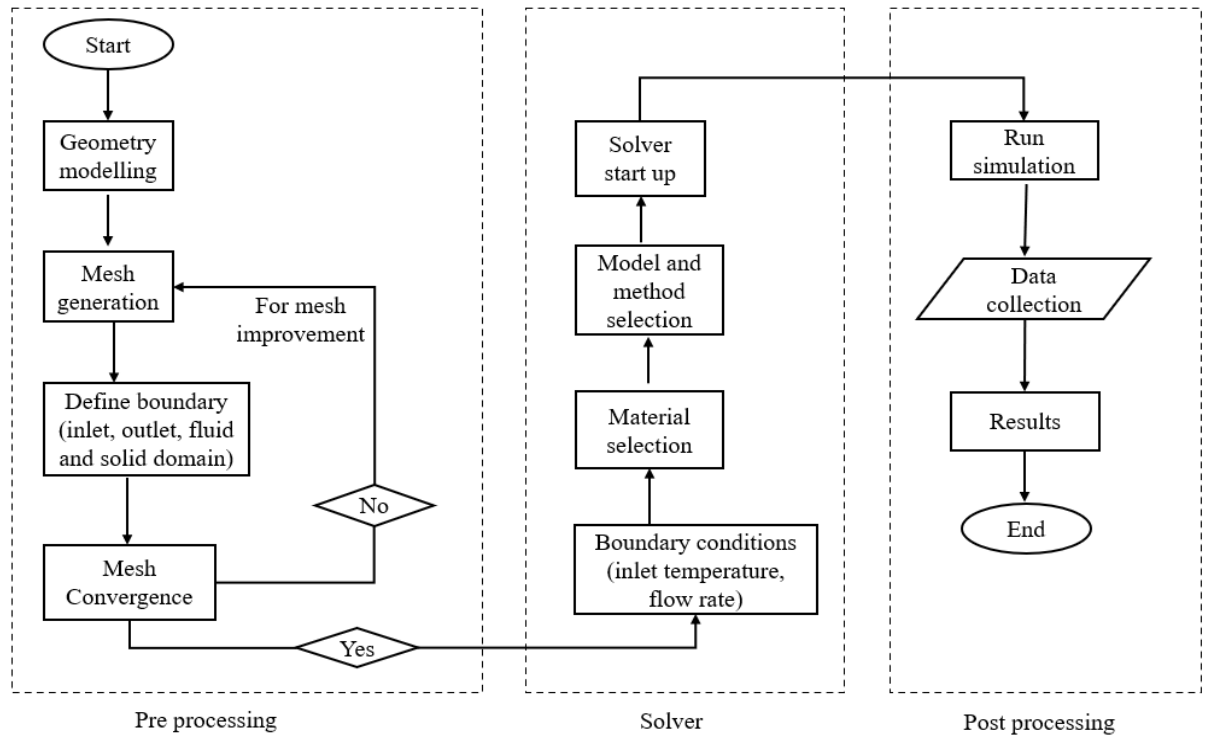 Start
Geometry
modelling
Mesh
generation
For mesh
improvement
Define boundary
(inlet, outlet, fluid
and solid domain)
No
Mesh
Convergence
Yes
Pre processing
Solver
start up
Model and
method
selection
Material
selection
Boundary conditions
(inlet temperature,
flow rate)
Solver
Run
simulation
Data
collection
Results
End
Post processing